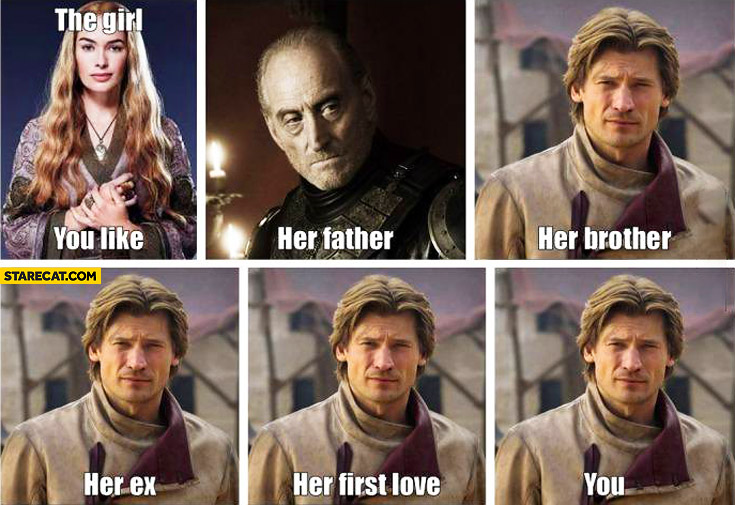 The girl
You like
Her father
Her brother
STARECAT.COM
Her ex
Her first love
You